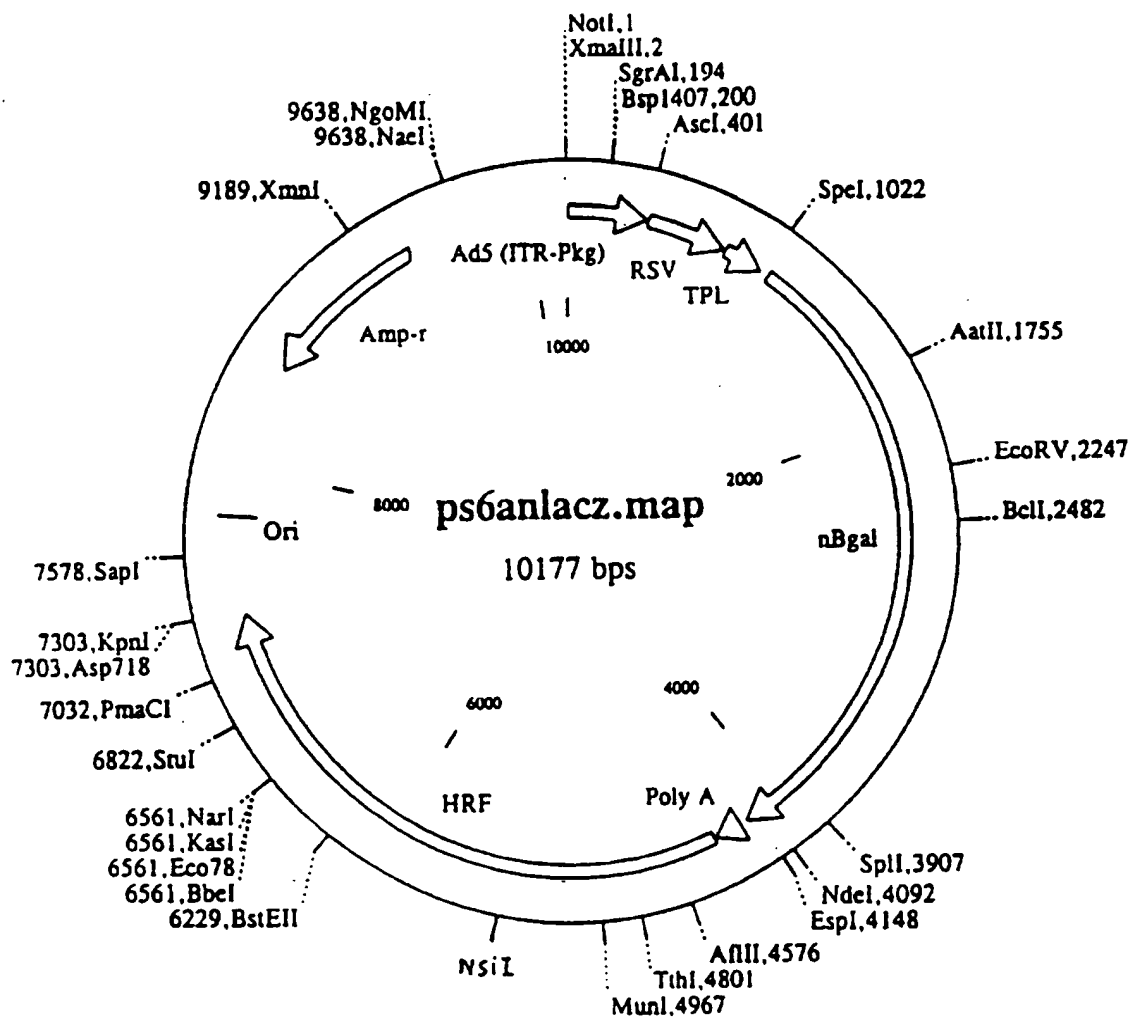 NotI,1
XmaIII,2
SgrAI,194
Bsp1407,200
AscI,401
SpeI,1022
AatII,1755
EcoRV,2247
BclI,2482
SplI,3907
NdeI,4092
EspI,4148
AflII,4576
TthI,4801
MunI,4967
NsiI
6229,BstEII
6561,BbeI
6561,Eco78
6561,KasI
6561,NarI
6822,StuI
7032,PmaCI
7303,Asp718
7303,KpnI
7578,SapI
9189,XmnI
9638,NaeI
9638,NgoMI
Ad5 (ITR-Pkg)
RSV
TPL
nBgal
Poly A
HRF
Ori
Amp-r
10000
2000
4000
6000
8000
ps6anlacz.map
10177 bps